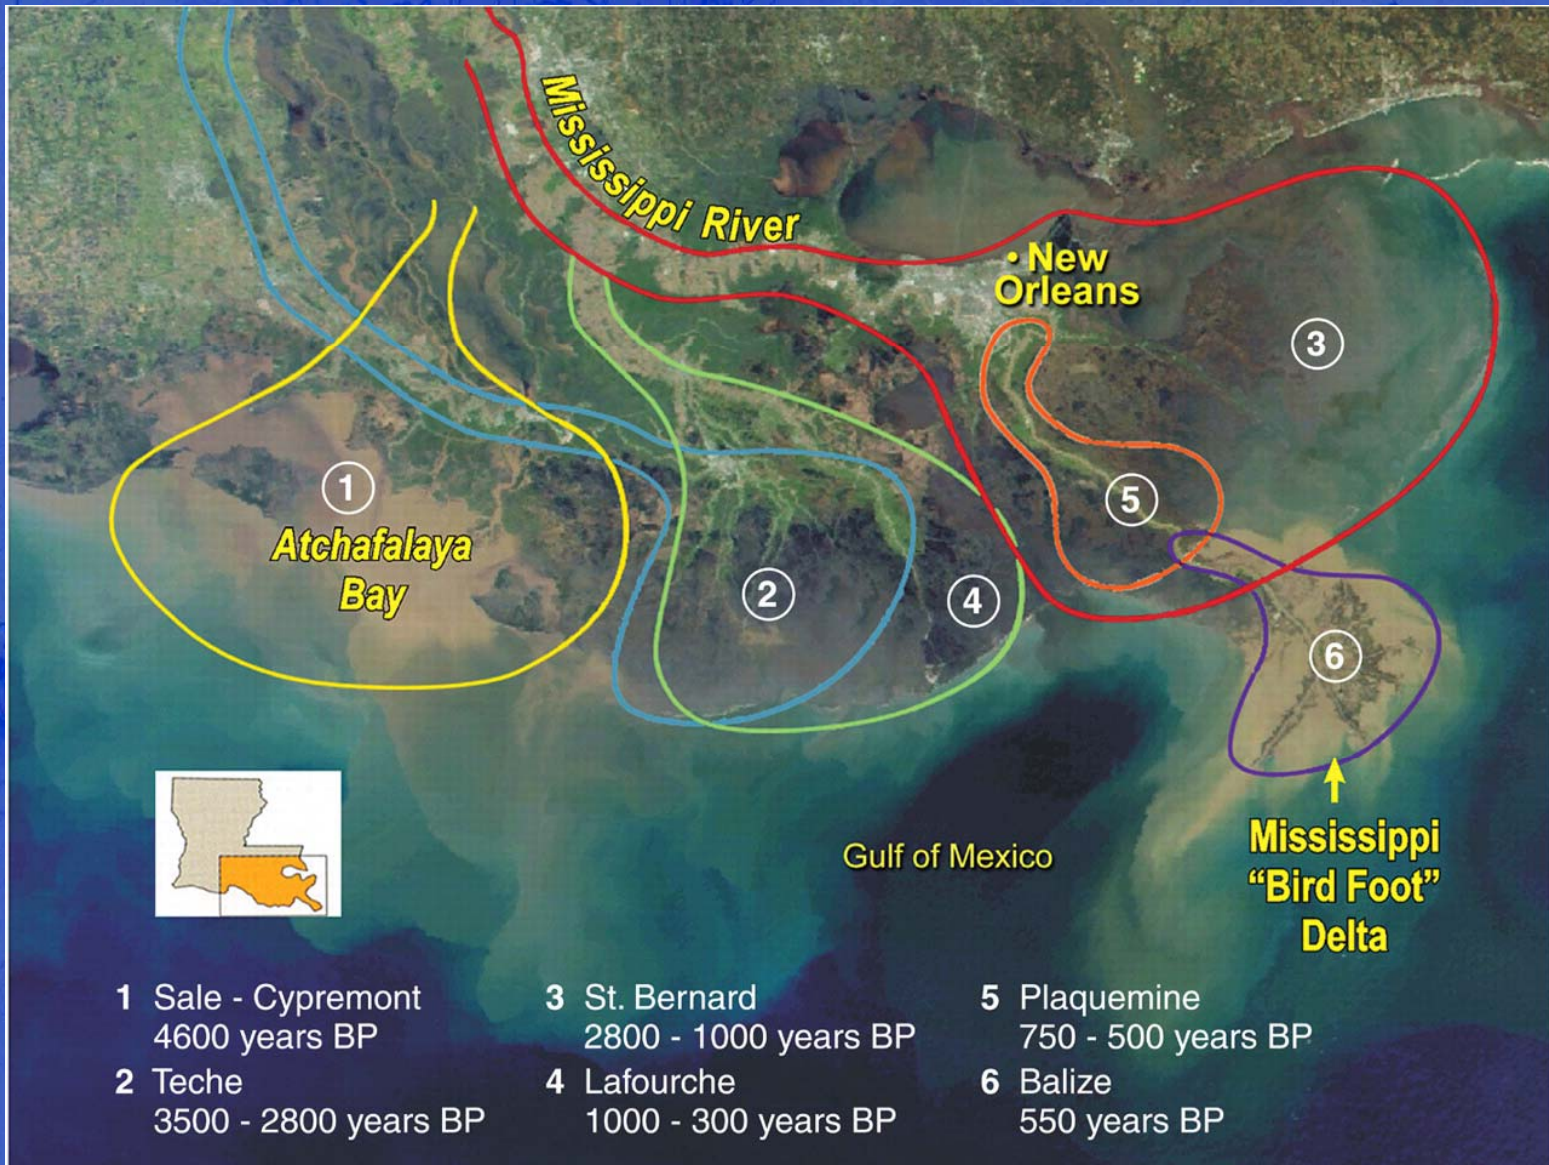 Mississippi River
• New
Orleans
3
1
5
Atchafalaya
Bay
2
4
6
Gulf of Mexico
Mississippi
“Bird Foot”
Delta
1 Sale - Cypremont
4600 years BP
2 Teche
3500 - 2800 years BP
3 St. Bernard
2800 - 1000 years BP
4 Lafourche
1000 - 300 years BP
5 Plaquemine
750 - 500 years BP
6 Balize
550 years BP